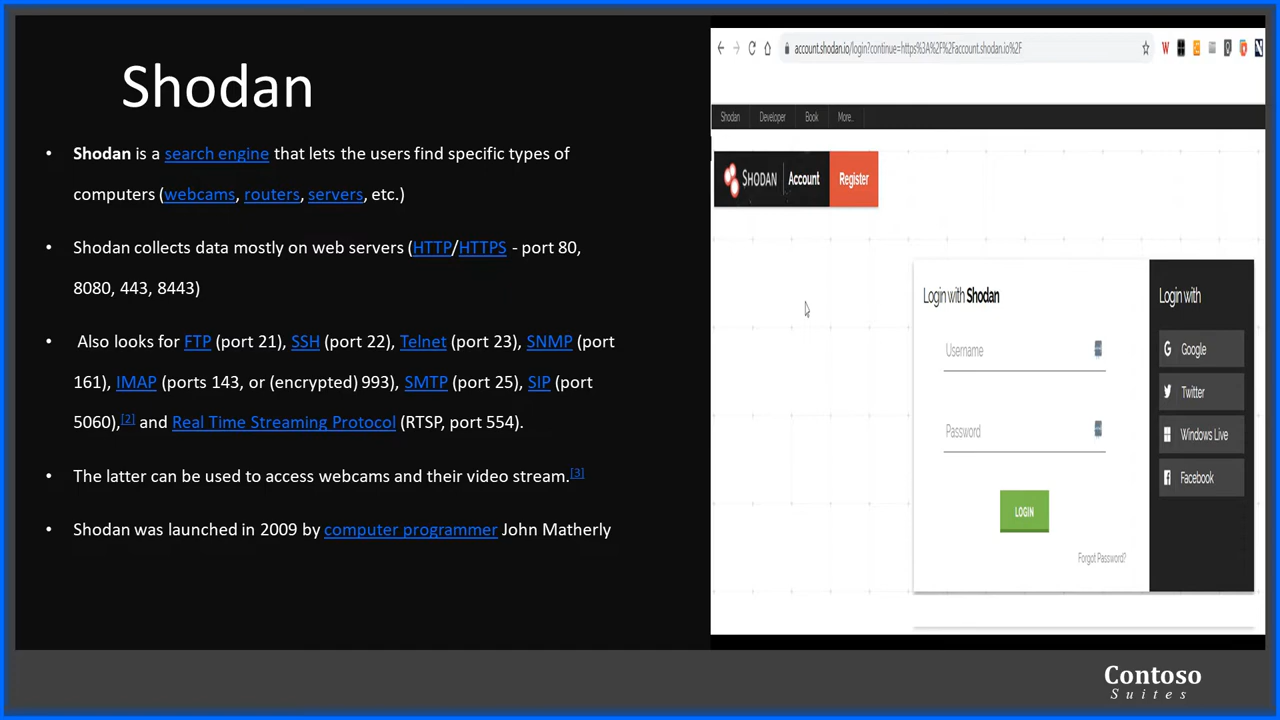 Shodan
• Shodan is a search engine that lets the users find specific types of
computers (webcams, routers, servers, etc.)
• Shodan collects data mostly on web servers (HTTP/HTTPS - port 80,
8080, 443, 8443)
• Also looks for FTP (port 21), SSH (port 22), Telnet (port 23), SNMP (port
161), IMAP (ports 143, or (encrypted) 993), SMTP (port 25), SIP (port
5060),[2] and Real Time Streaming Protocol (RTSP, port 554).
• The latter can be used to access webcams and their video stream.[3]
• Shodan was launched in 2009 by computer programmer John Matherly
account.shodan.io/login?continue=https%3A%2F%2Faccount.shodan.io%2F
Shodan Developer Book More..
SHODAN Account Register
Login with Shodan
Username
Password
LOGIN
Forgot Password?
Login with
Google
Twitter
Windows Live
Facebook
Contoso
Suites